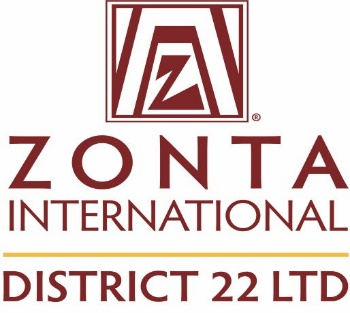 Z
®
ZONTA
INTERNATIONAL
DISTRICT 22 LTD